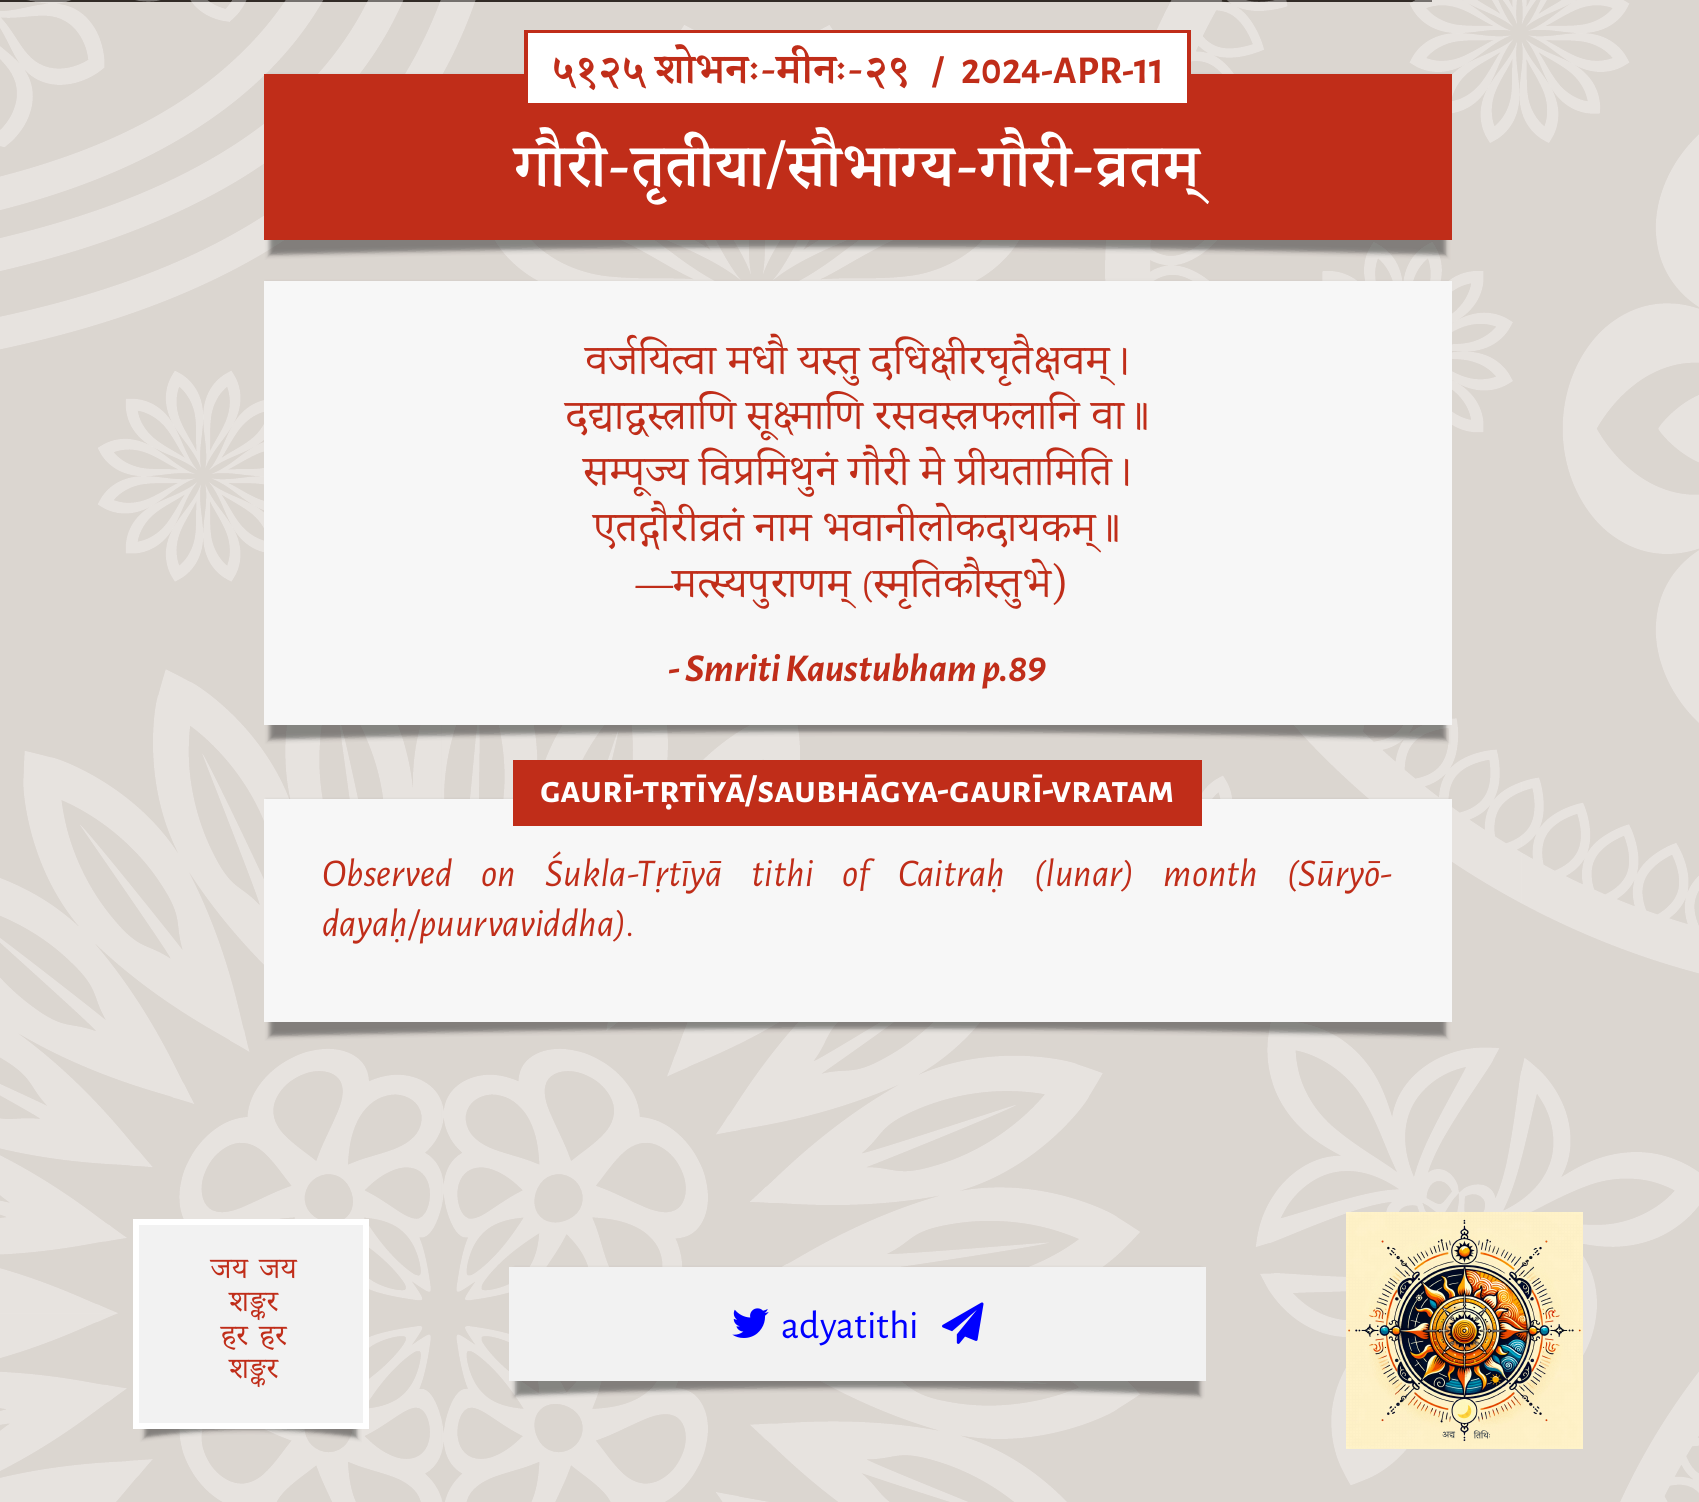 ५१२५ शोभनः-मीनः-२९ / 2024-APR-11
गौरी-तृतीया/सौभाग्य-गौरी-व्रतम्
वर्जयित्वा मधौ यस्तु दधिक्षीरघृतैक्षवम्।
दद्याद्वस्त्राणि सूक्ष्माणि रसवस्त्रफलानि वा॥
सम्पूज्य विप्रमिथुनं गौरी मे प्रीयतामिति।
एतद्गौरीव्रतं नाम भवानीलोकदायकम्॥
—मत्स्यपुराणम् (स्मृतिकौस्तुभे)
- Smriti Kaustubham p.89
GAURĪ-TṚTĪYĀ/SAUBHĀGYA-GAURĪ-VRATAM
Observed on Śukla-Tṛtīyā tithi of Caitraḥ (lunar) month (Sūryō-
dayaḥ/puurvaviddha).
जय जय
शङ्कर
हर हर
शङ्कर
adyatithi
अद्य तिथिः